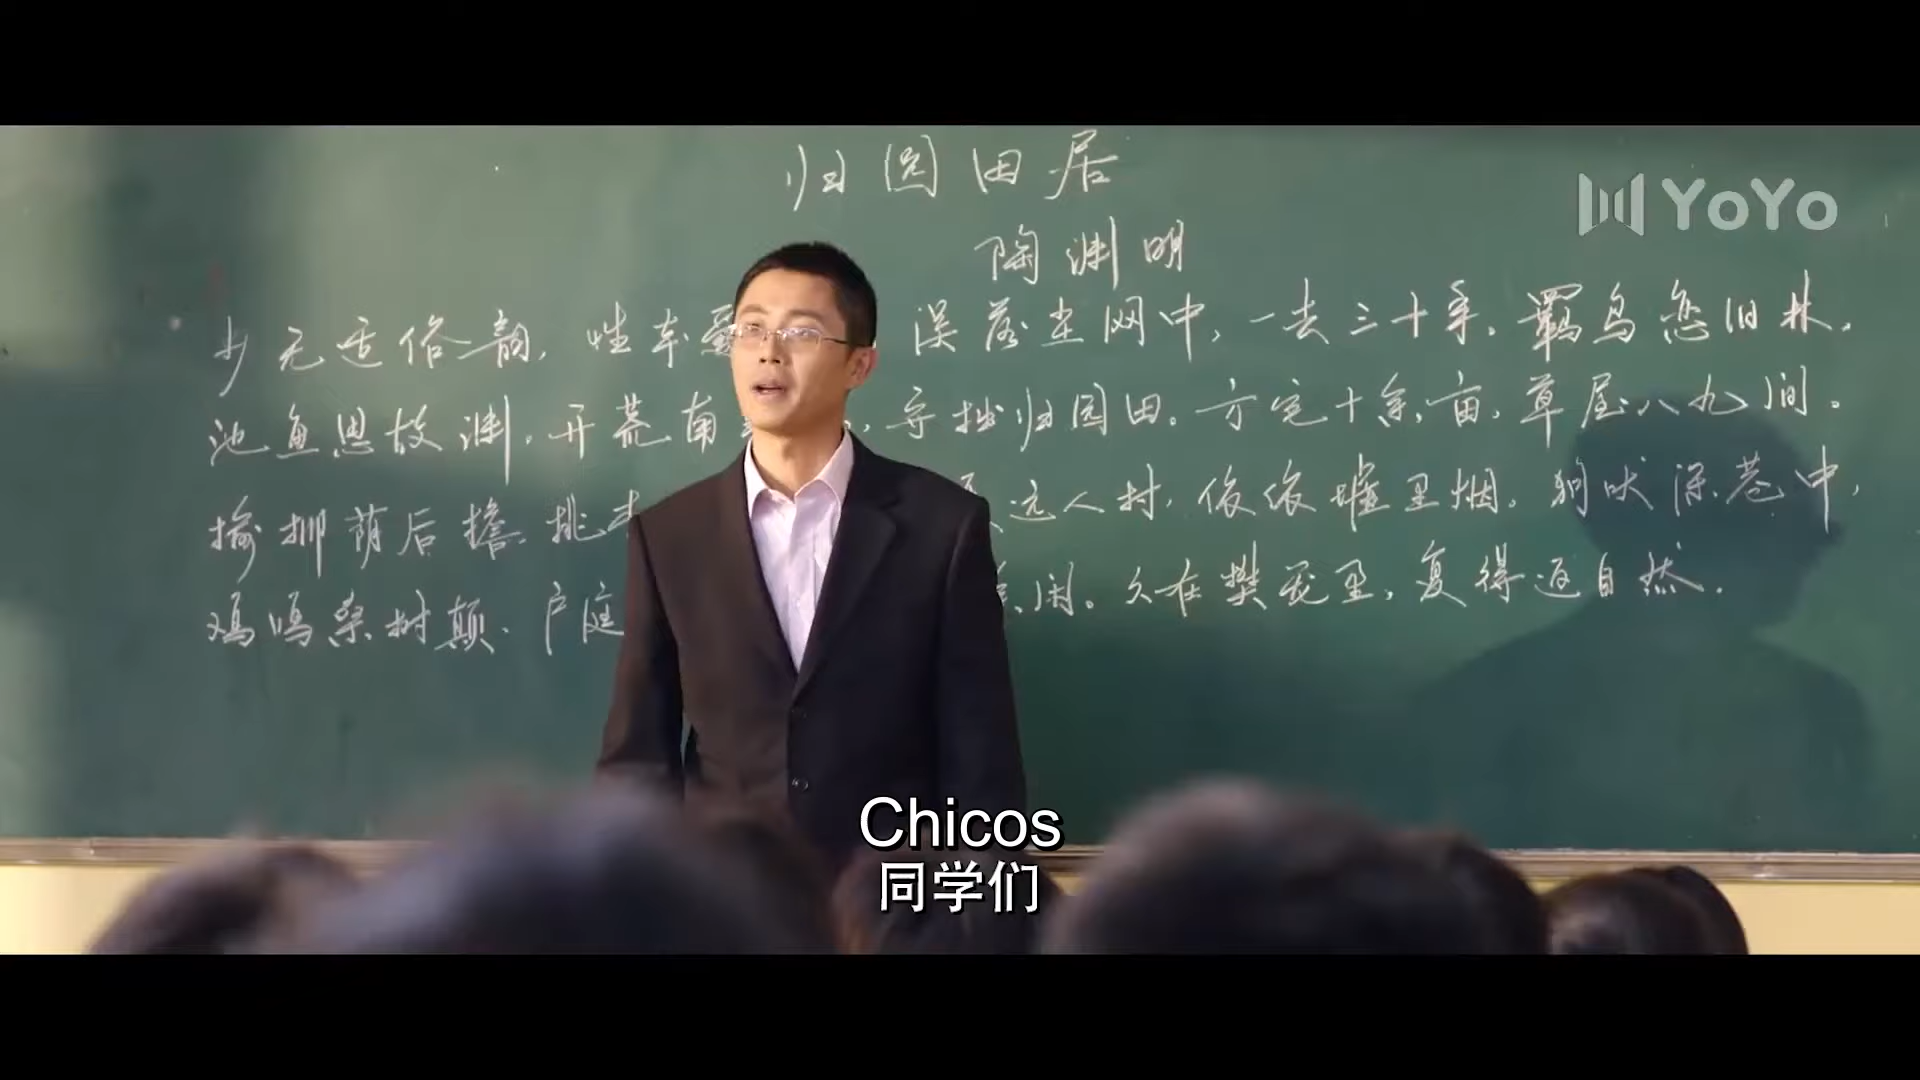 归圆田居
YoYo
陶渊明
少无适俗韵，性本爱 误落尘网中，一去三十年，羁鸟恋旧林，
池鱼思故渊，开荒南 ，守拙归园田。方宅十余亩，草屋八九间。
榆柳荫后檐，桃 远人村，依依墟里烟。狗吠深巷中，
鸡鸣桑树颠，户庭 闲。久在樊笼里，复得返自然。
Chicos
同学们